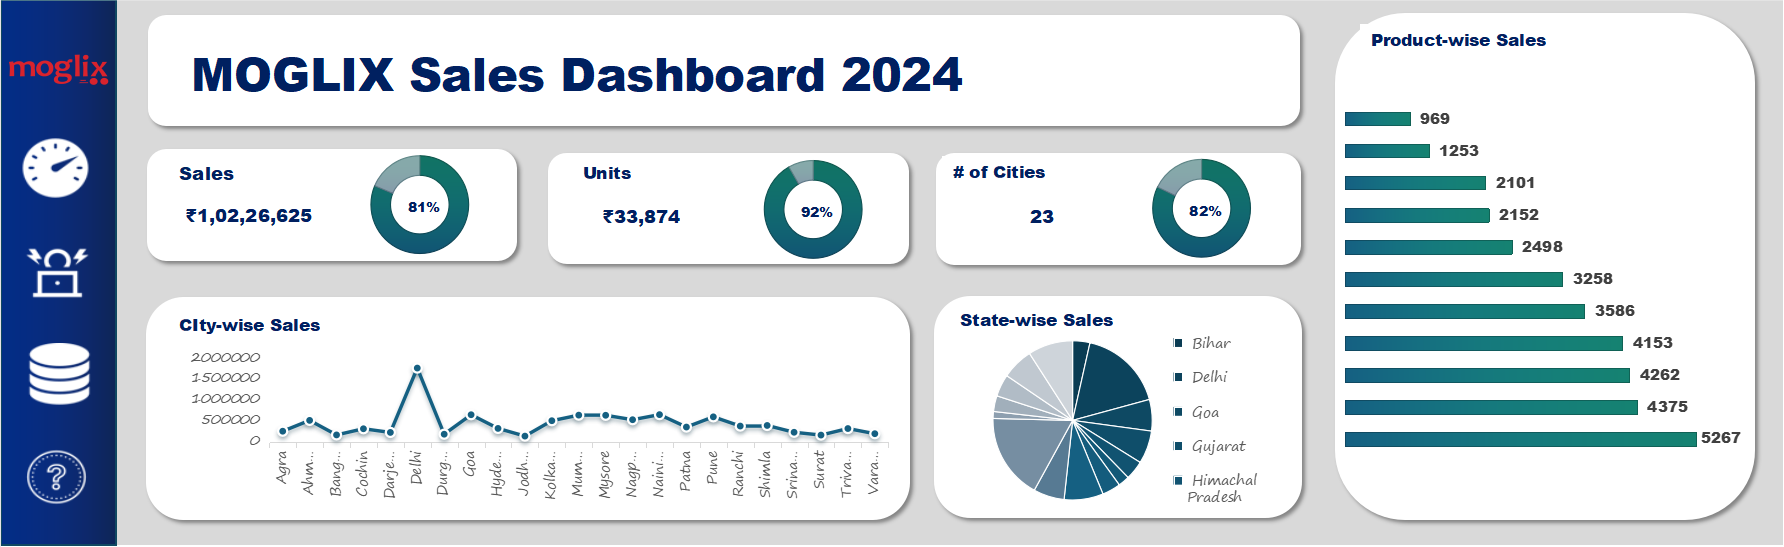 moglix
MOGLIX Sales Dashboard 2024
Sales
₹1,02,26,625
81%
Units
₹33,874
92%
# of Cities
23
82%
CIty-wise Sales
2000000
1500000
1000000
500000
0
Agra
Ahm...
Bang...
Cochin
Darje...
Delhi
Durg...
Goa
Hyde...
Jodh...
Kolka...
Mum...
Mysore
Nagp...
Naini...
Patna
Pune
Ranchi
Shimla
Srina...
Surat
Triva...
Vara...
State-wise Sales
Bihar
Delhi
Goa
Gujarat
Himachal
Pradesh
Product-wise Sales
969
1253
2101
2152
2498
3258
3586
4153
4262
4375
5267
?